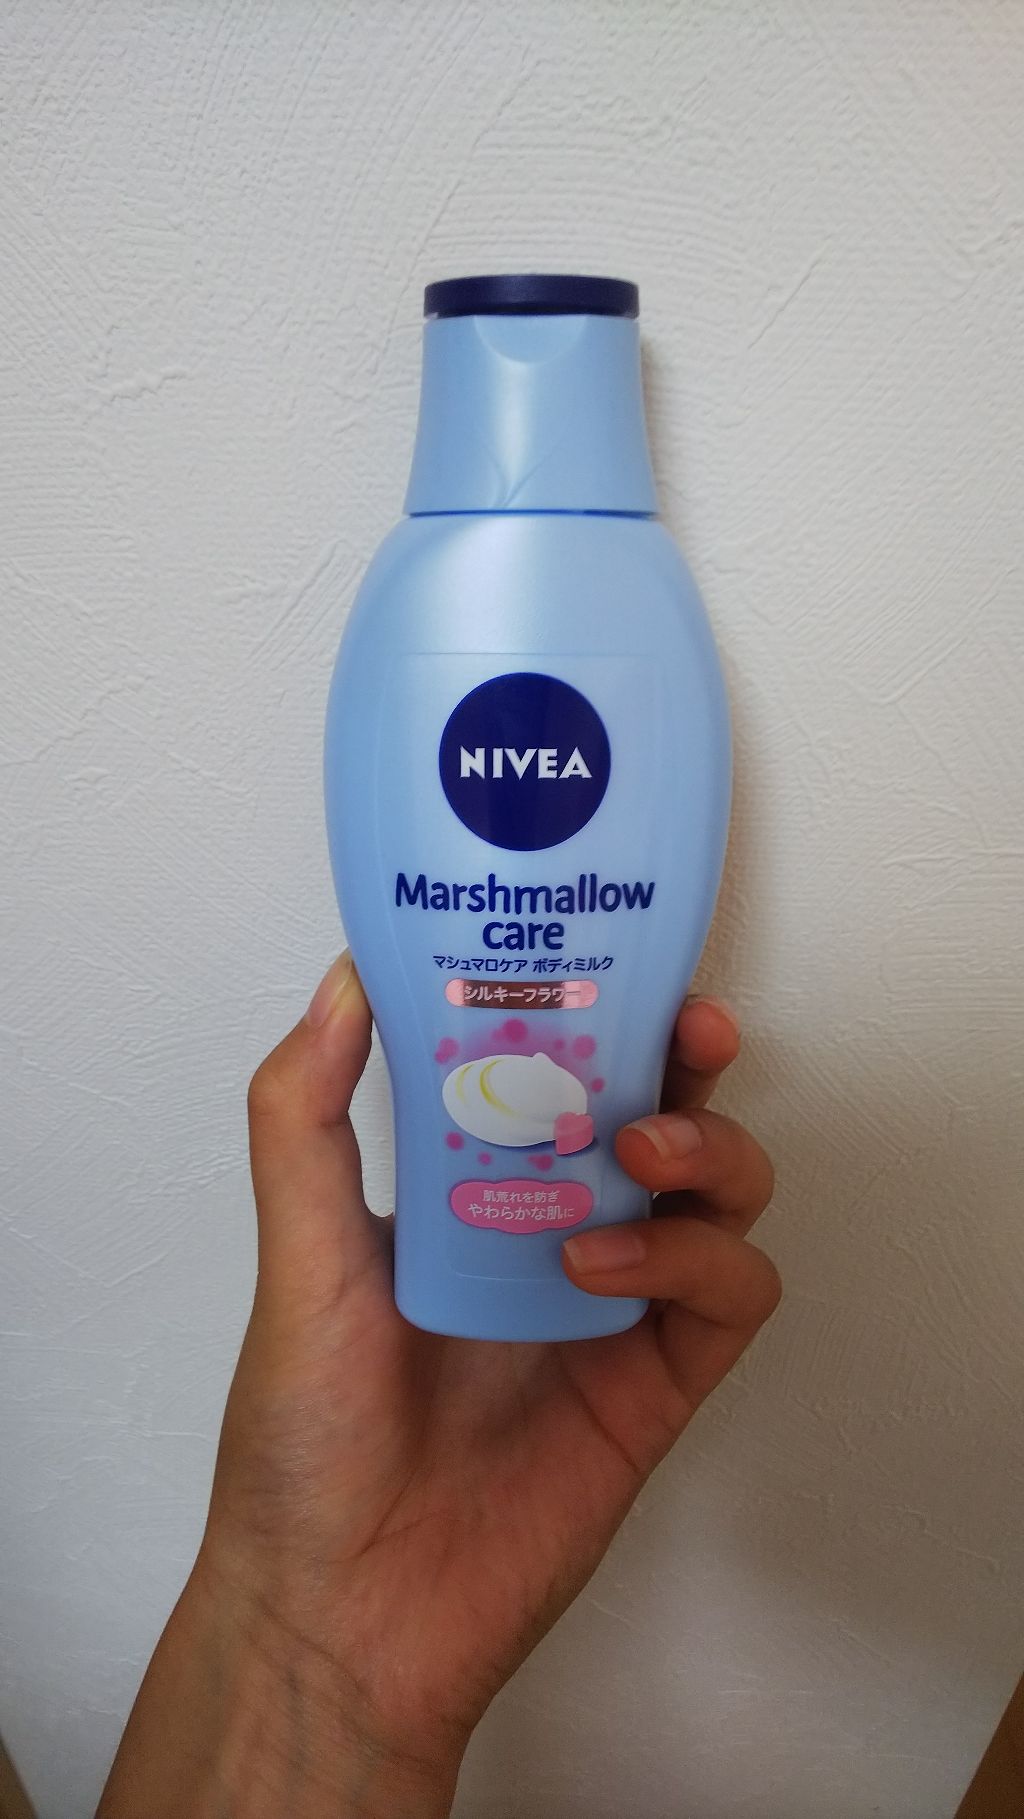 NIVEA
Marshmallow
care
マシュマロケア ボディミルク
シルキーフラワー
肌荒れを防ぎ
やわらかな肌に